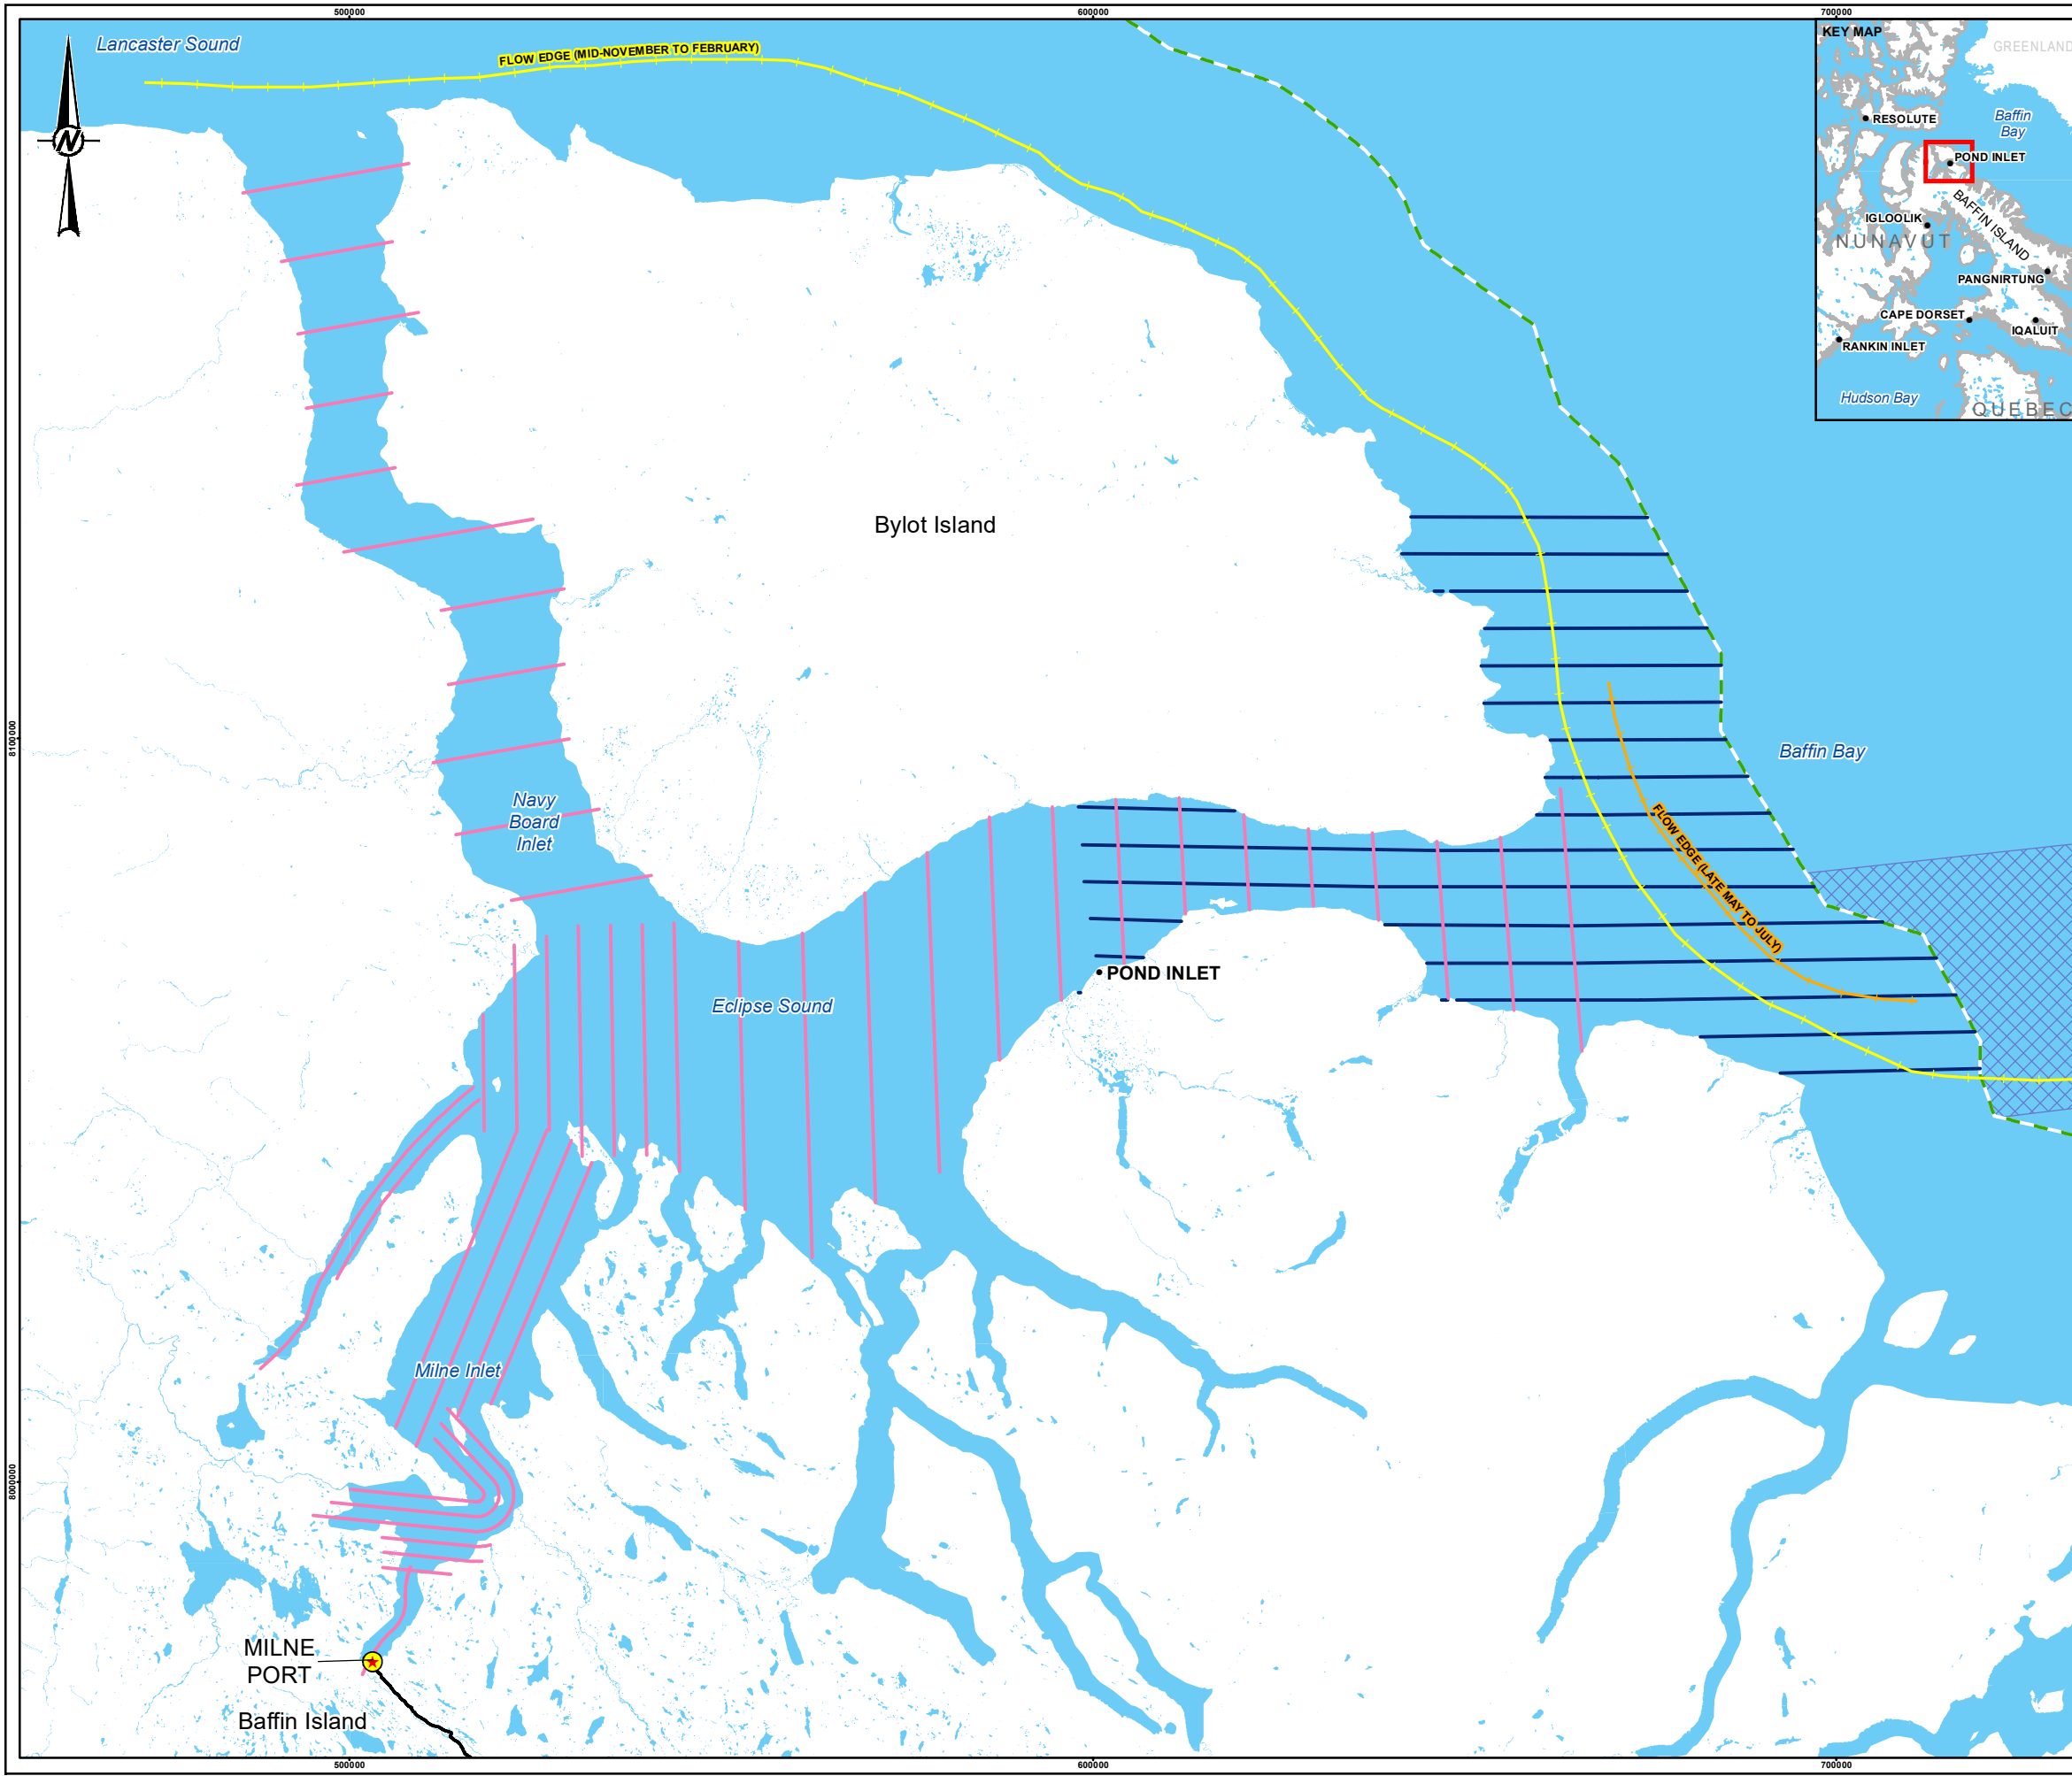 500000
600000
700000
Lancaster Sound
FLOW EDGE (MID-NOVEMBER TO FEBRUARY)
N
KEY MAP
GREENLAND
Baffin
Bay
RESOLUTE
POND INLET
BAFFIN ISLAND
IGLOOLIK
NUNAVUT
PANGNIRTUNG
CAPE DORSET
IQALUIT
RANKIN INLET
Hudson Bay
QUEBEC
Bylot Island
8100000
Baffin Bay
Navy
Board
Inlet
FLOW EDGE (LATE MAY TO JULY)
POND INLET
Eclipse Sound
Milne Inlet
8000000
MILNE
PORT
Baffin Island
500000
600000
700000